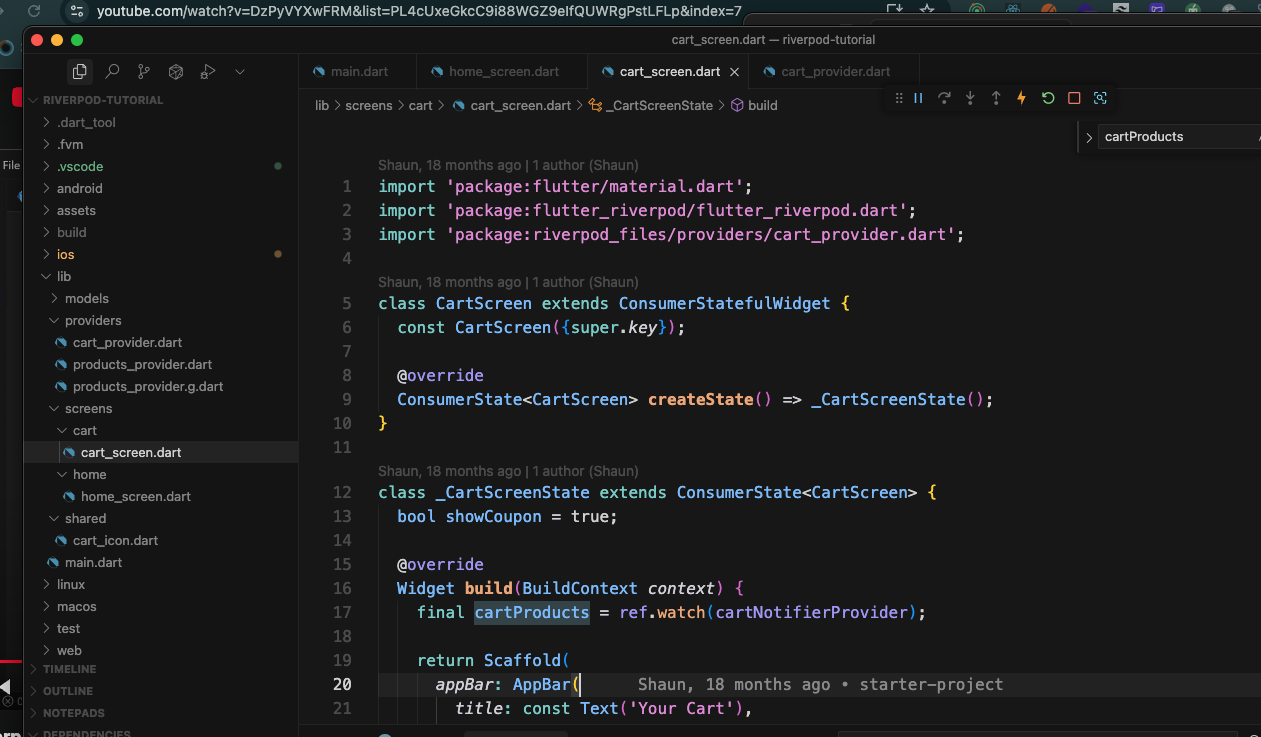 youtube.com/watch?v=DzPyVYXwFRM&list=PL4cUxeGkcC9i88WGZ9eIfQUWRgPstLFLp&index=7
cart_screen.dart — riverpod-tutorial
main.dart
home_screen.dart
cart_screen.dart
cart_provider.dart
lib > screens > cart > cart_screen.dart > _CartScreenState > build
cartProducts
File
RIVERPOD-TUTORIAL
.dart_tool
.fvm
.vscode
android
assets
build
ios
lib
models
providers
cart_provider.dart
products_provider.dart
products_provider.g.dart
screens
cart
cart_screen.dart
home
home_screen.dart
shared
cart_icon.dart
main.dart
linux
macos
test
web
TIMELINE
OUTLINE
NOTEPADS
DEPENDENCIES
Shaun, 18 months ago | 1 author (Shaun)
1 import 'package:flutter/material.dart';
2 import 'package:flutter_riverpod/flutter_riverpod.dart';
3 import 'package:riverpod_files/providers/cart_provider.dart';
4
Shaun, 18 months ago | 1 author (Shaun)
5 class CartScreen extends ConsumerStatefulWidget {
6 const CartScreen({super.key});
7
8 @override
9 ConsumerState<CartScreen> createState() => _CartScreenState();
10 }
11
Shaun, 18 months ago | 1 author (Shaun)
12 class _CartScreenState extends ConsumerState<CartScreen> {
13 bool showCoupon = true;
14
15 @override
16 Widget build(BuildContext context) {
17 final cartProducts = ref.watch(cartNotifierProvider);
18
19 return Scaffold(
20 appBar: AppBar( Shaun, 18 months ago • starter-project
21 title: const Text('Your Cart'),